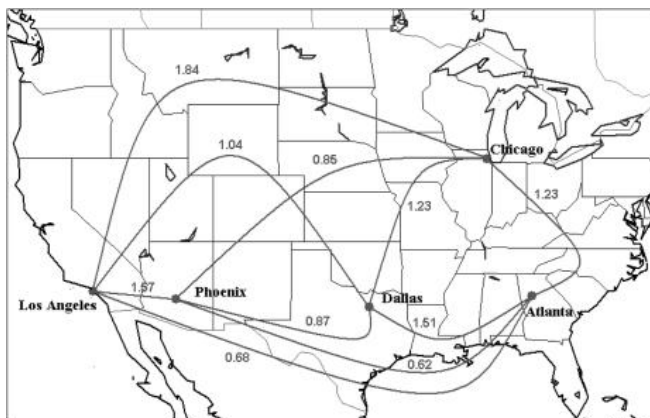 1.84
1.04
0.85
Chicago
1.23
1.23
1.57
Phoenix
Los Angeles
Dallas
Atlanta
0.87
1.51
0.68
0.62